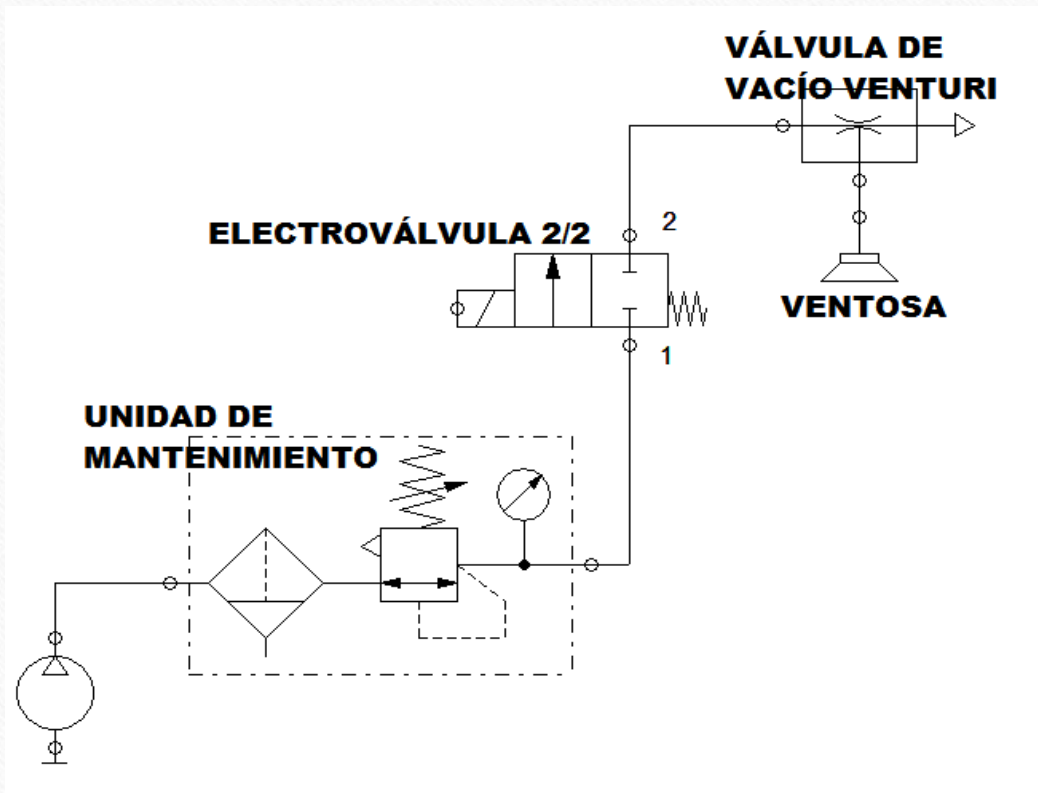 VÁLVULA DE
VACÍO VENTURI
ELECTROVÁLVULA 2/2
2
VENTOSA
1
UNIDAD DE
MANTENIMIENTO